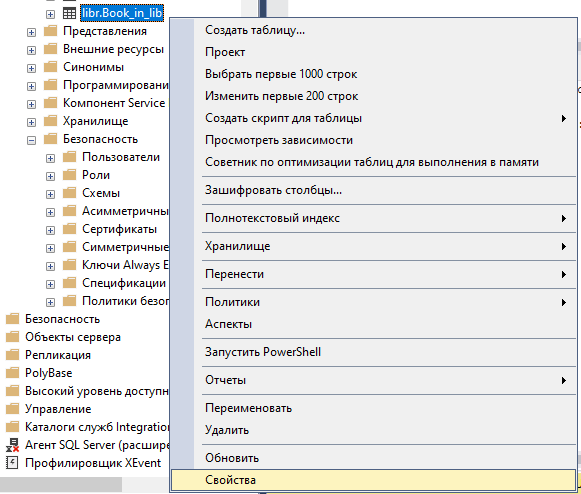 libr.Book_in_lib
Представления
Внешние ресурсы
Синонимы
Программировани
Компонент Service
Хранилище
Безопасность
Пользователи
Роли
Схемы
Асимметричны
Сертификаты
Симметричные
Ключи Always E
Спецификации
Политики безог
Безопасность
Объекты сервера
Репликация
PolyBase
Высокий уровень доступн
Управление
Каталоги служб Integration
Агент SQL Server (расшире
Профилировщик XEvent
Создать таблицу...
Проект
Выбрать первые 1000 строк
Изменить первые 200 строк
Создать скрипт для таблицы
Просмотреть зависимости
Советник по оптимизации таблиц для выполнения в памяти
Зашифровать столбцы...
Полнотекстовый индекс
Хранилище
Перенести
Политики
Аспекты
Запустить PowerShell
Отчеты
Переименовать
Удалить
Обновить
Свойства